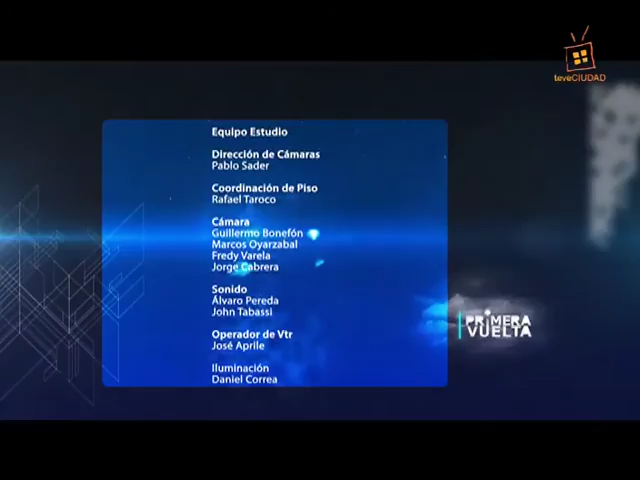 teveCIUDAD
Equipo Estudio
Dirección de Cámaras
Pablo Sader
Coordinación de Piso
Rafael Taroco
Cámara
Guillermo Bonefón
Marcos Oyarzabal
Fredy Varela
Jorge Cabrera
Sonido
Álvaro Pereda
John Tabassi
Operador de Vtr
José Aprile
Iluminación
Daniel Correa
PRIMERA
VUELTA